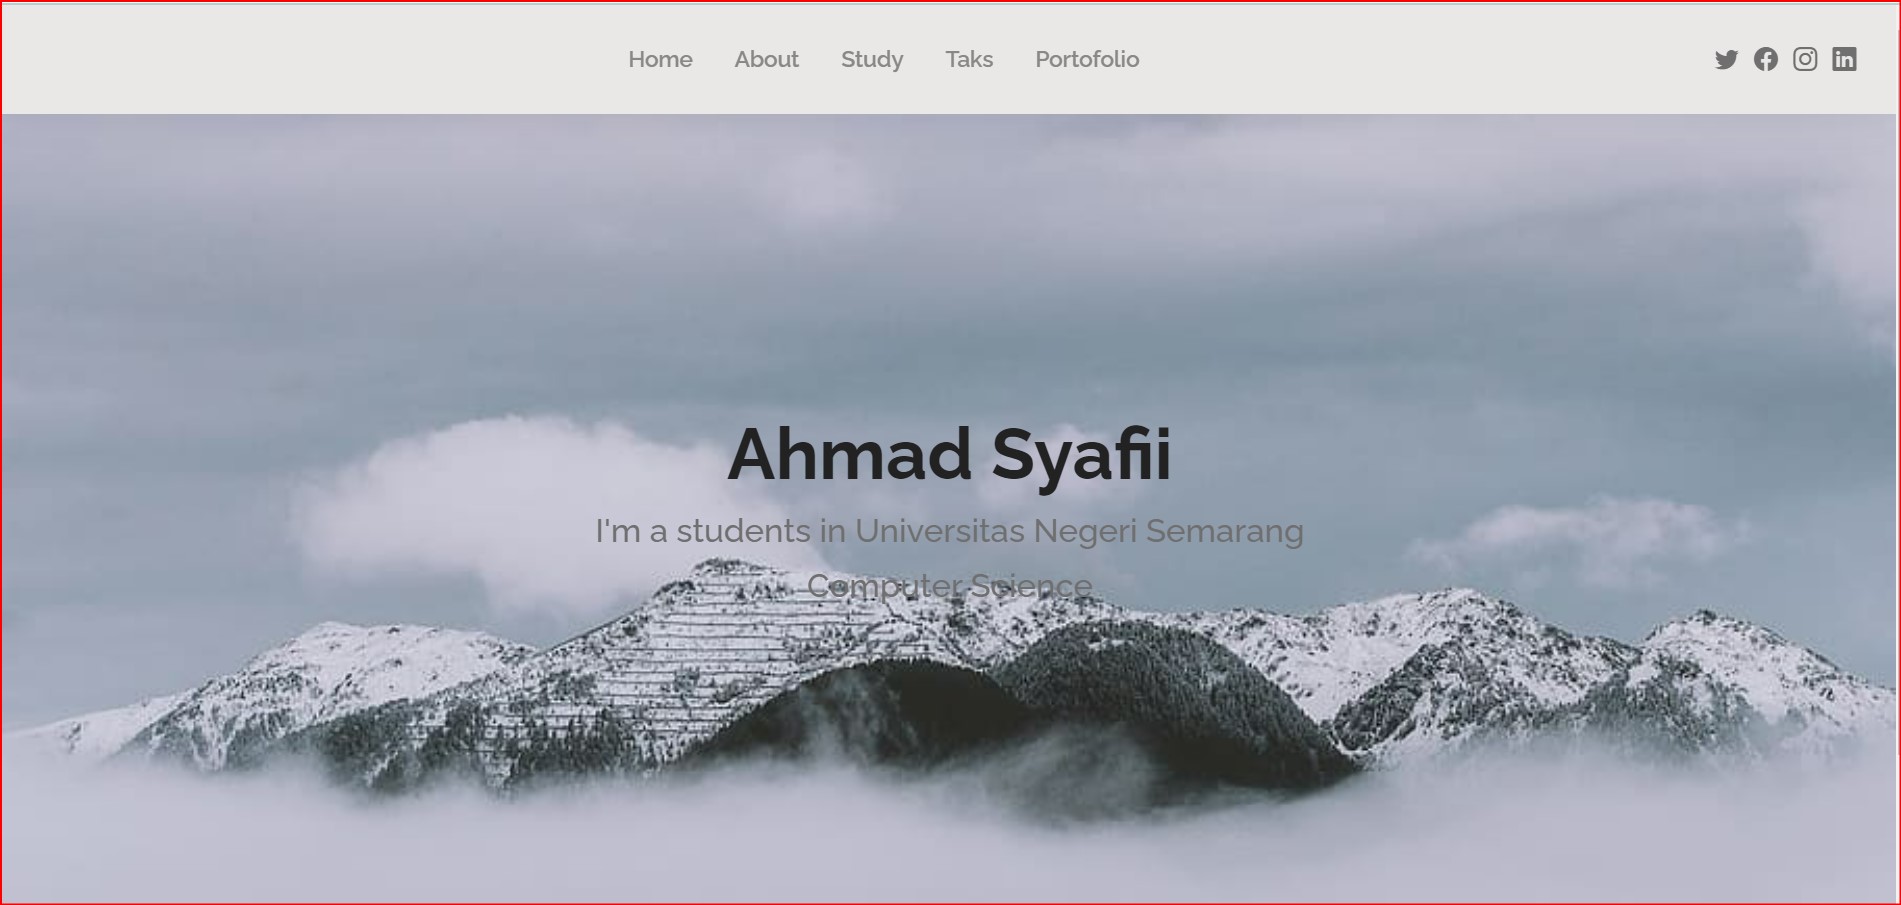 Home About Study Taks Portofolio
Ahmad Syafii
I'm a students in Universitas Negeri Semarang
Computer Science